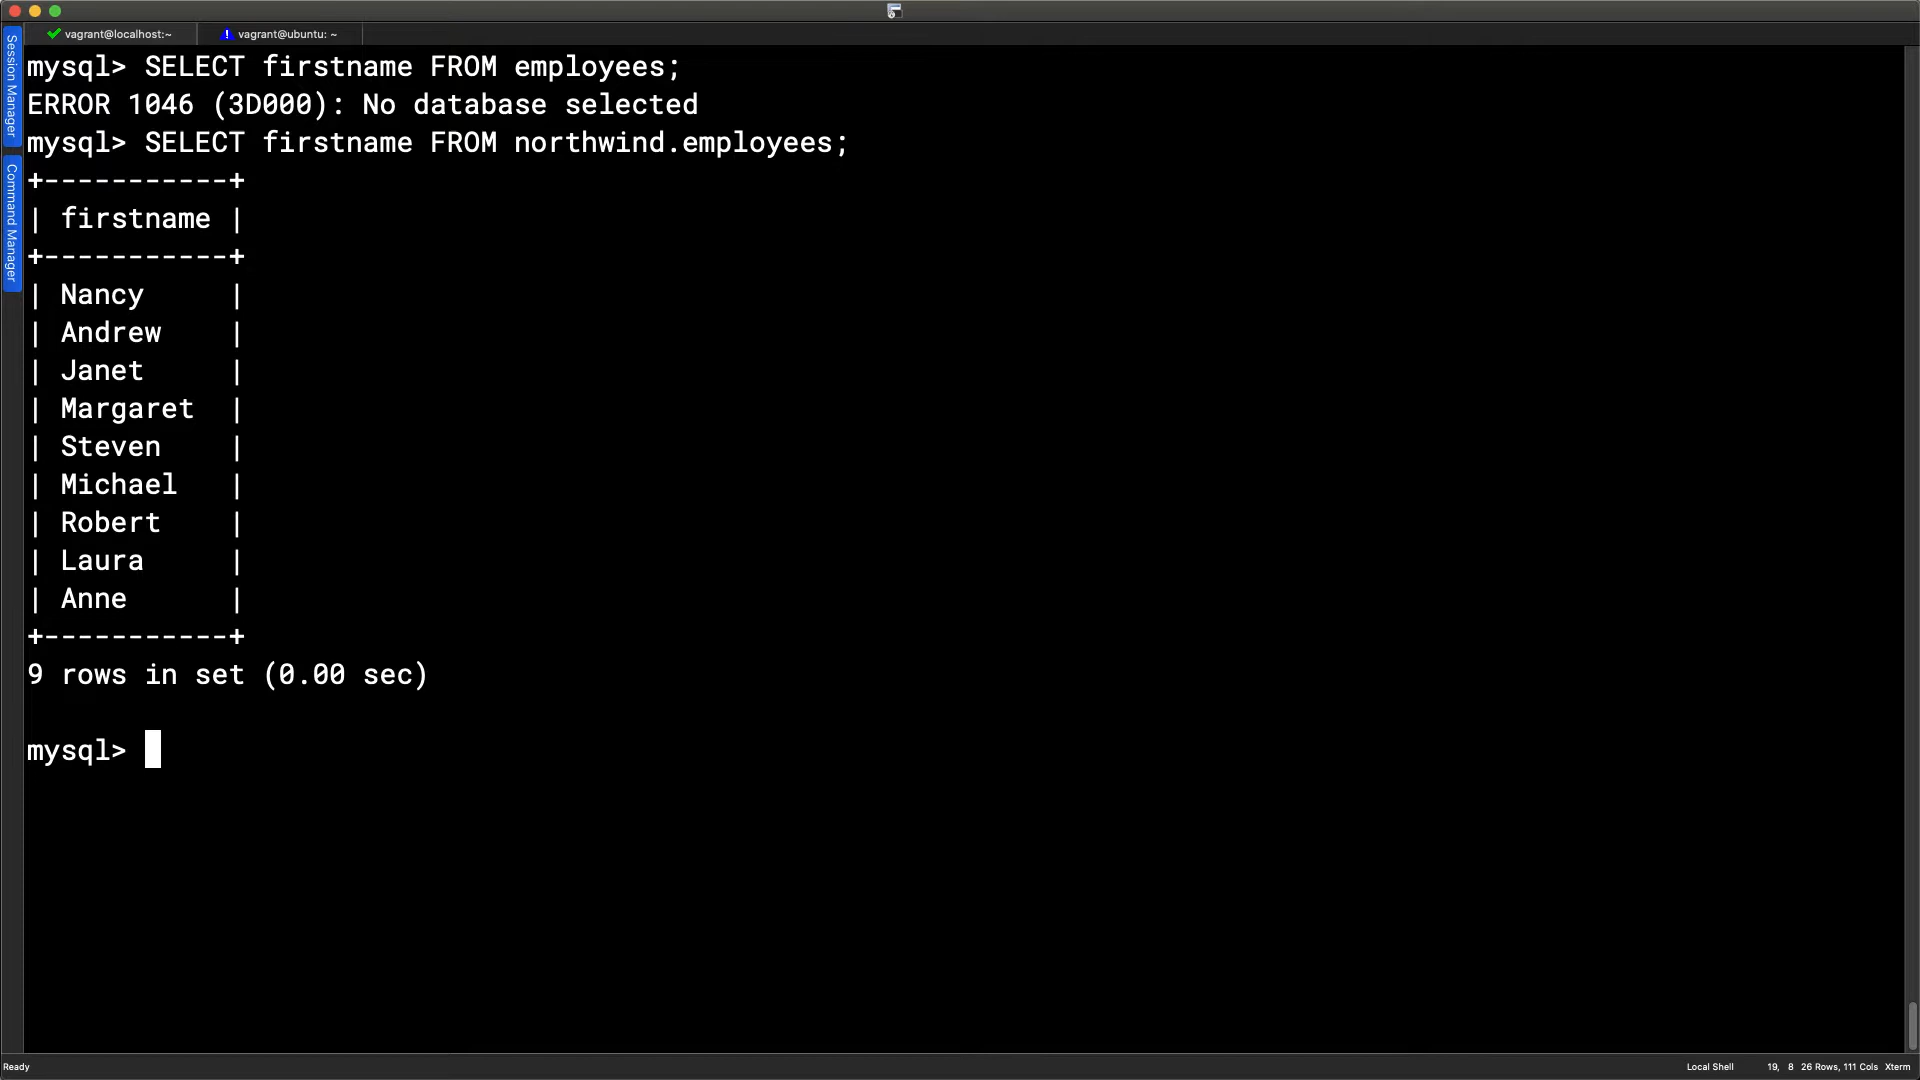 vagrant@localhost:~
vagrant@ubuntu: ~
Session Manager
Command Manager
mysql> SELECT firstname FROM employees;
ERROR 1046 (3D000): No database selected
mysql> SELECT firstname FROM northwind.employees;
+-----------+
| firstname |
+-----------+
| Nancy     |
| Andrew    |
| Janet     |
| Margaret  |
| Steven    |
| Michael   |
| Robert    |
| Laura     |
| Anne      |
+-----------+
9 rows in set (0.00 sec)
mysql>
Ready
Local Shell 19, 8 26 Rows, 111 Cols Xterm